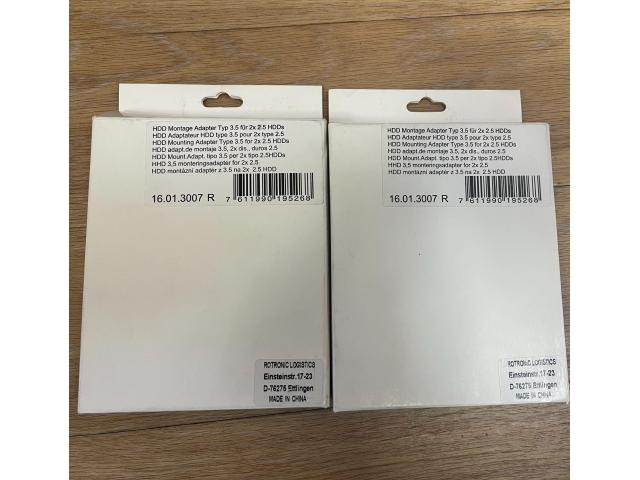 HDD Montage Adapter Typ 3.5 für 2x 2.5 HDDs
HDD Adaptateur HDD type 3.5 pour 2x type 2.5
HDD Mounting Adapter Type 3.5 for 2x 2.5 HDDs
HDD adapt.de montaje 3.5, 2x dis., duros 2.5
HDD Mount.Adapt. tipo 3.5 per 2x tipo 2.5HDDs
HHD 3,5 monteringsadapter for 2x 2.5
HDD montázní adaptér z 3.5 na 2x 2.5 HDD
16.01.3007 R
7 611990 195268
ROTRONIC LOGISTICS
Einsteinstr.17-23
D-76275 Ettlingen
MADE IN CHINA
HDD Montage Adapter Typ 3.5 für 2x 2.5 HDDs
HDD Adaptateur HDD type 3.5 pour 2x type 2.5
HDD Mounting Adapter Type 3.5 for 2x 2.5 HDDs
HDD adapt.de montaje 3.5, 2x dis., duros 2.5
HDD Mount.Adapt. tipo 3.5 per 2x tipo 2.5HDDs
HHD 3,5 monteringsadapter for 2x 2.5
HDD montázní adaptér z 3.5 na 2x 2.5 HDD
16.01.3007 R
7 611990 195268
ROTRONIC LOGISTICS
Einsteinstr.17-23
D-76275 Ettlingen
MADE IN CHINA